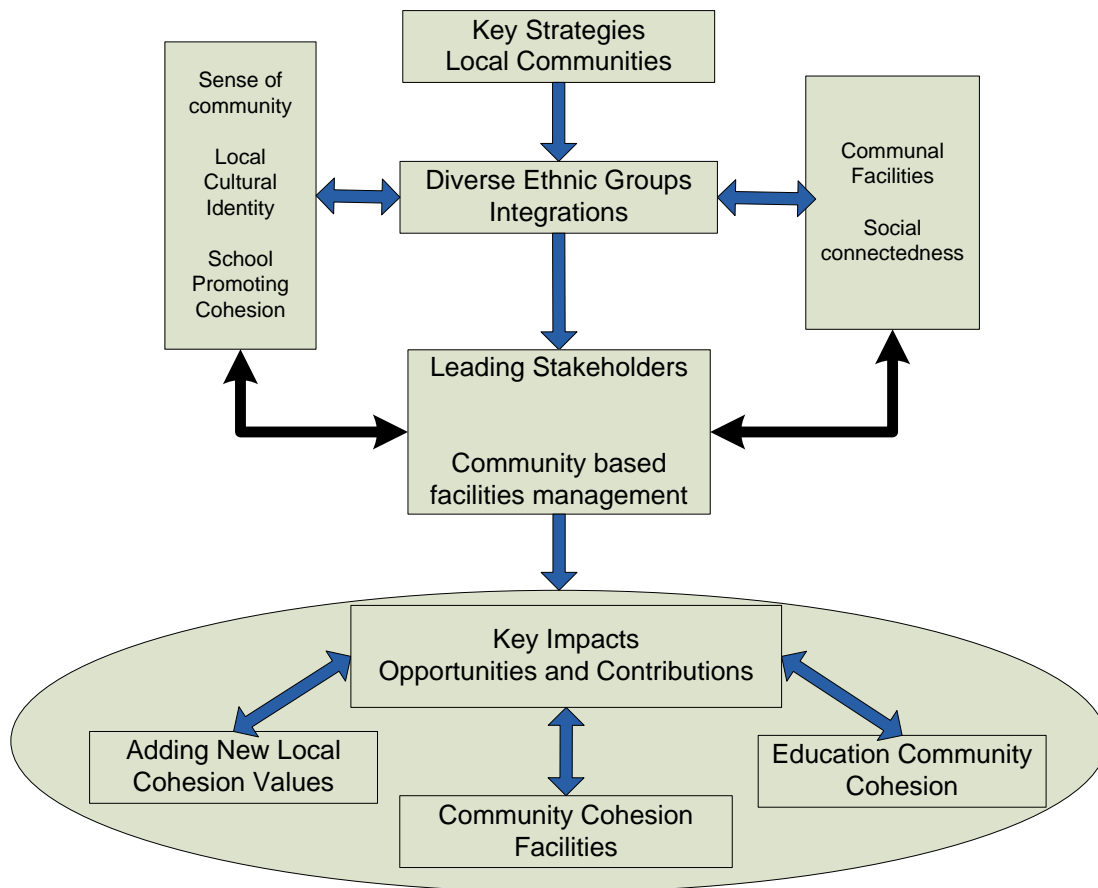 Key Strategies
Local Communities
Sense of
community
Local
Cultural
Identity
School
Promoting
Cohesion
Diverse Ethnic Groups
Integrations
Communal
Facilities
Social
connectedness
Leading Stakeholders
Community based
facilities management
Key Impacts
Opportunities and Contributions
Adding New Local
Cohesion Values
Community Cohesion
Facilities
Education Community
Cohesion